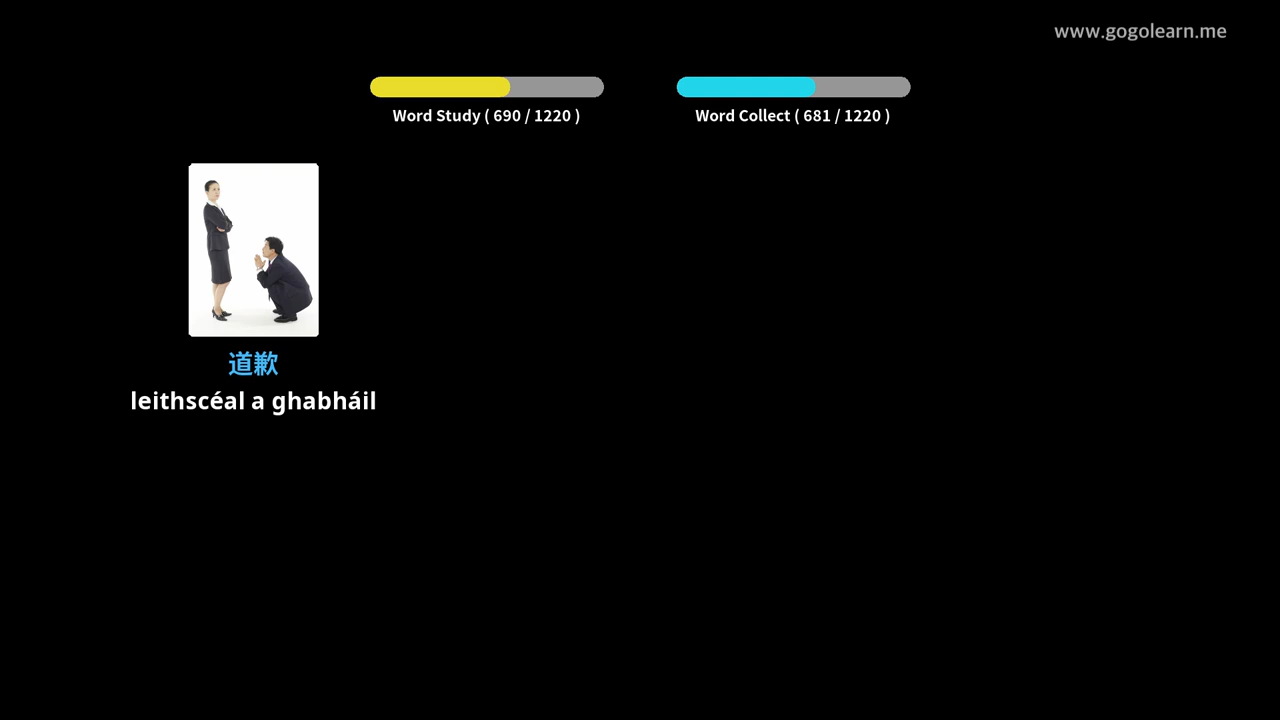 www.gogolearn.me
Word Study ( 690 / 1220 )
Word Collect ( 681 / 1220 )
道歉
leithscéal a ghabháil